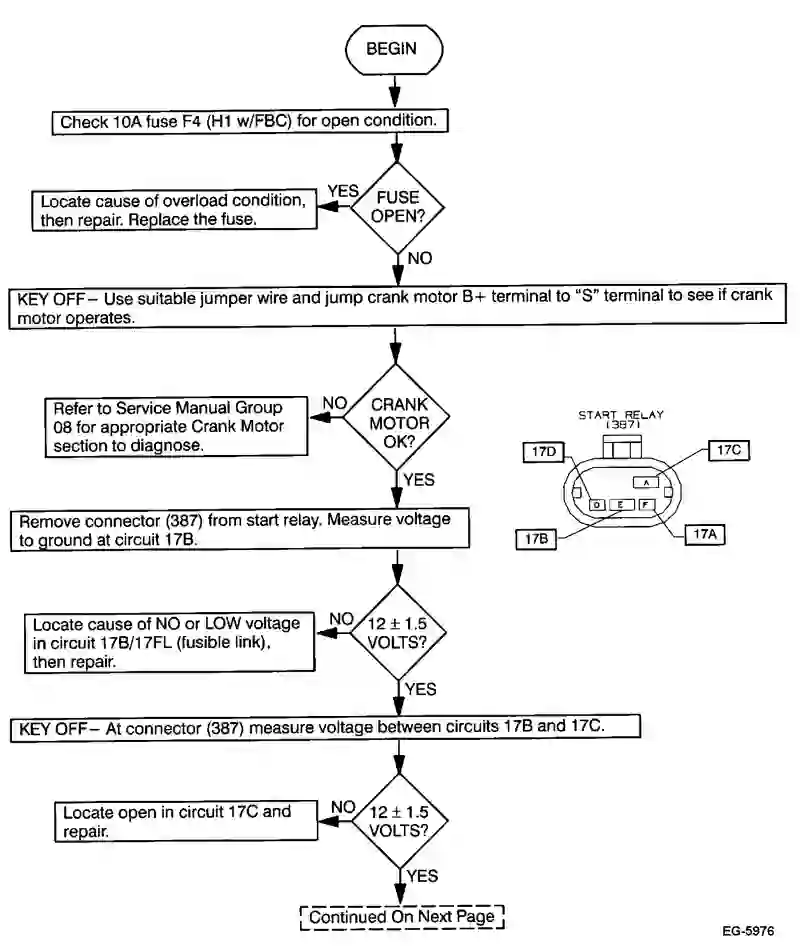 BEGIN
Check 10A fuse F4 (H1 w/FBC) for open condition.
FUSE
OPEN?
YES
Locate cause of overload condition,
then repair. Replace the fuse.
NO
KEY OFF– Use suitable jumper wire and jump crank motor B+ terminal to “S” terminal to see if crank
motor operates.
CRANK
MOTOR
OK?
NO
Refer to Service Manual Group
08 for appropriate Crank Motor
section to diagnose.
YES
START RELAY
(387)
17D
17C
A
D
E
F
17B
17A
Remove connector (387) from start relay. Measure voltage
to ground at circuit 17B.
12 ± 1.5
VOLTS?
NO
Locate cause of NO or LOW voltage
in circuit 17B/17FL (fusible link),
then repair.
YES
KEY OFF– At connector (387) measure voltage between circuits 17B and 17C.
12 ± 1.5
VOLTS?
NO
Locate open in circuit 17C and
repair.
YES
Continued On Next Page
EG-5976